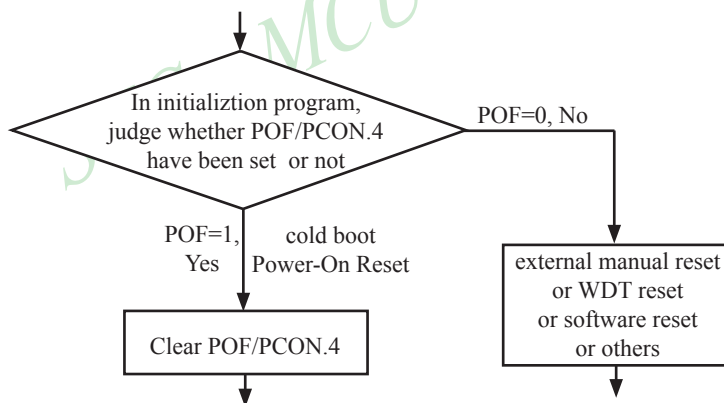 In initializtion program,
judge whether POF/PCON.4
have been set or not
POF=0, No
POF=1,
Yes
cold boot
Power-On Reset
external manual reset
or WDT reset
or software reset
or others
Clear POF/PCON.4
MCU